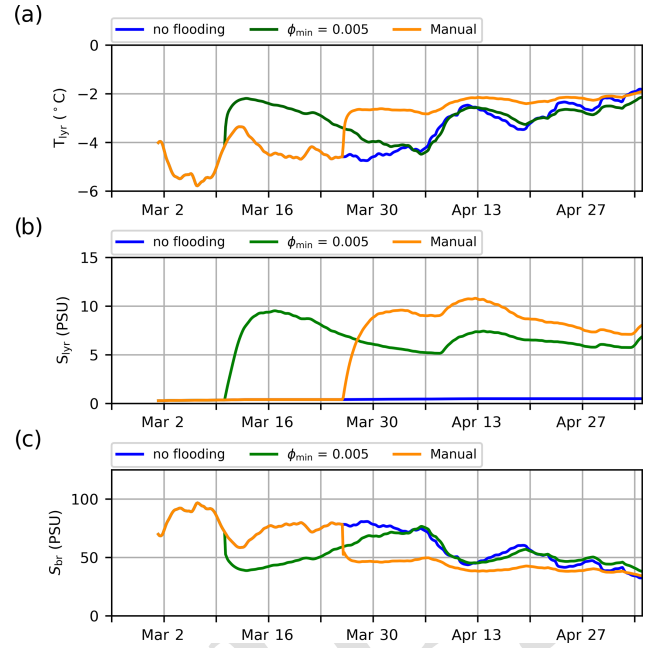 (a)
no flooding ϕmin = 0.005 Manual
Tlyr (°C)
0
−2
−4
−6
Mar 2 Mar 16 Mar 30 Apr 13 Apr 27
(b)
no flooding ϕmin = 0.005 Manual
Slyr (PSU)
15
10
5
0
Mar 2 Mar 16 Mar 30 Apr 13 Apr 27
(c)
no flooding ϕmin = 0.005 Manual
Sbr (PSU)
100
50
0
Mar 2 Mar 16 Mar 30 Apr 13 Apr 27